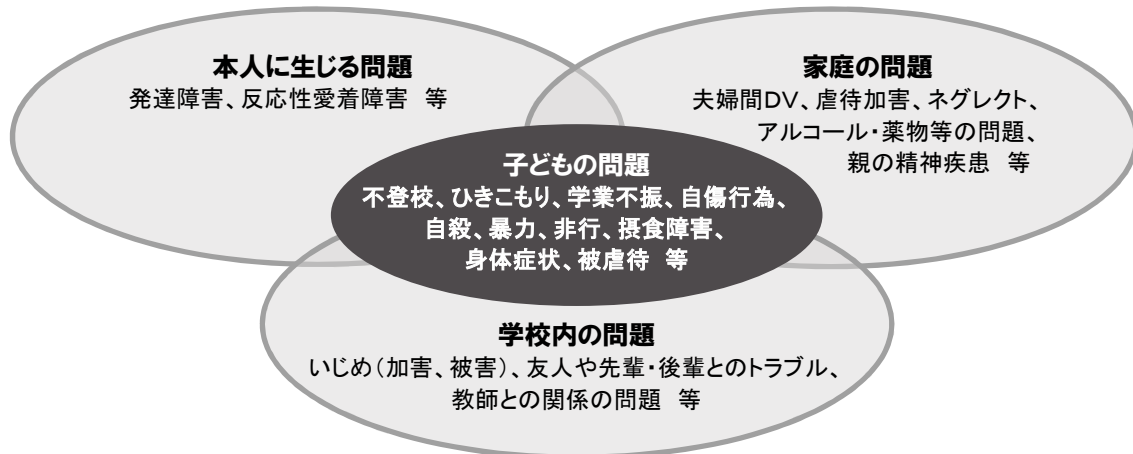 本人に生じる問題
発達障害、反応性愛着障害　等
家庭の問題
夫婦間DV、虐待加害、ネグレクト、
アルコール・薬物等の問題、
親の精神疾患　等
子どもの問題
不登校、ひきこもり、学業不振、自傷行為、
自殺、暴力、非行、摂食障害、
身体症状、被虐待　等
学校内の問題
いじめ（加害、被害）、友人や先輩・後輩とのトラブル、
教師との関係の問題　等